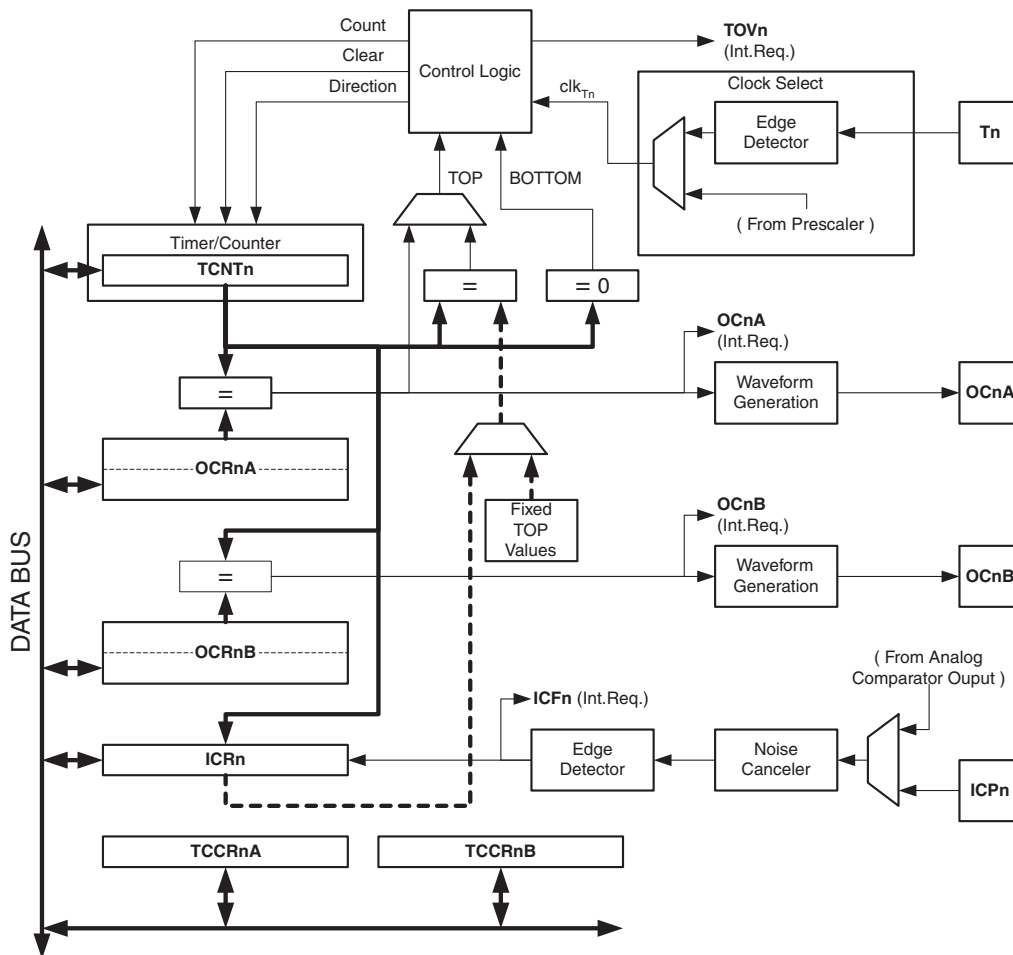 Count
TOVn
(Int.Req.)
Clear
Control Logic
Clock Select
Direction
clkTn
Edge
Detector
Tn
TOP
BOTTOM
( From Prescaler )
Timer/Counter
TCNTn
=
= 0
OCnA
(Int.Req.)
=
Waveform
Generation
OCnA
OCRnA
Fixed
TOP
Values
OCnB
(Int.Req.)
=
Waveform
Generation
OCnB
OCRnB
DATA BUS
( From Analog
Comparator Ouput )
ICFn (Int.Req.)
ICRn
Edge
Detector
Noise
Canceler
ICPn
TCCRnA
TCCRnB